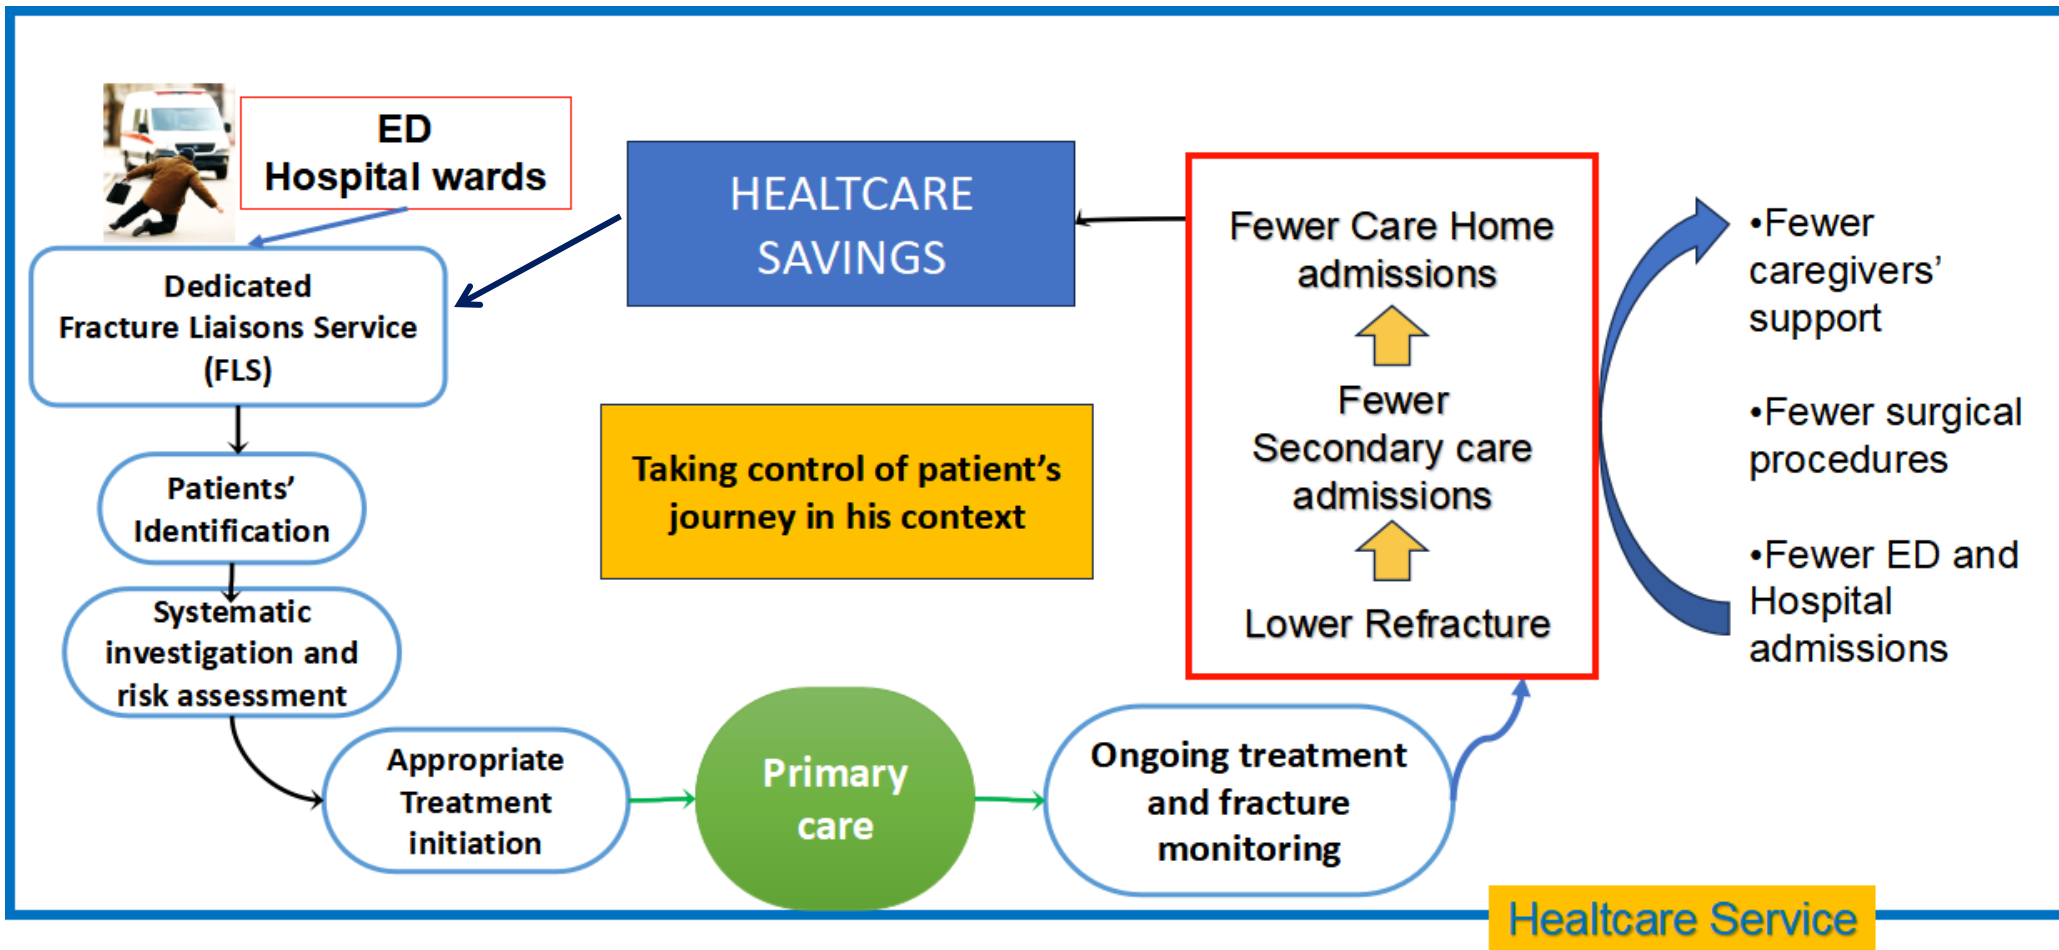 ED
Hospital wards
Dedicated
Fracture Liaisons Service
(FLS)
Patients’
Identification
Systematic
investigation and
risk assessment
Appropriate
Treatment
initiation
Primary
care
Ongoing treatment
and fracture
monitoring
HEALTCARE
SAVINGS
Taking control of patient’s
journey in his context
Fewer Care Home
admissions
Fewer
Secondary care
admissions
Lower Refracture
•Fewer
caregivers’
support
•Fewer surgical
procedures
•Fewer ED and
Hospital
admissions
Healtcare Service